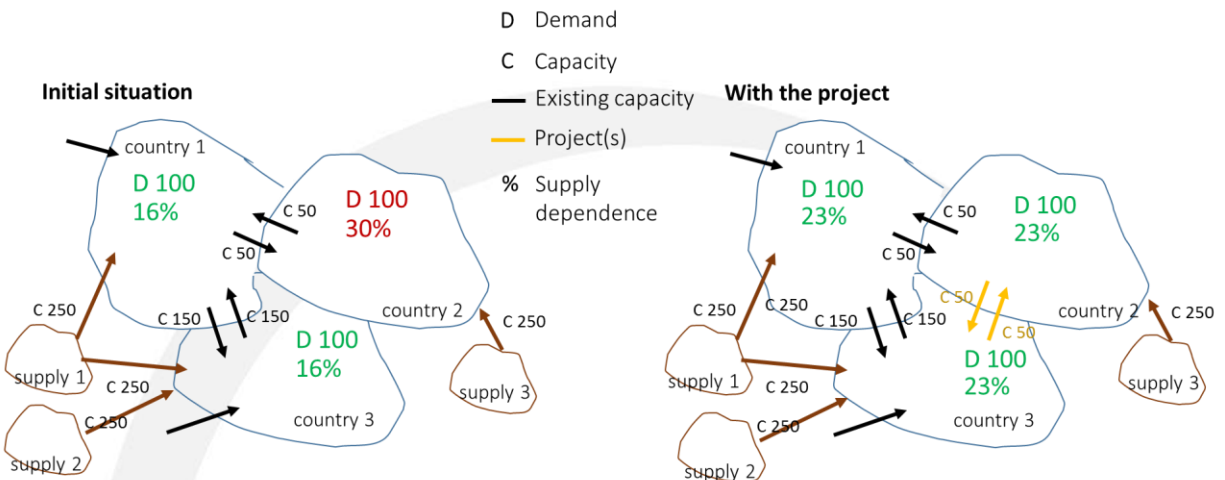 D Demand
C Capacity
Existing capacity
Project(s)
% Supply
dependence
Initial situation
country 1
D 100
16%
D 100
30%
C 50
C 50
country 2
C 250
C 150
C 150
D 100
16%
C 250
supply 1
C 250
C 250
supply 3
country 3
supply 2
With the project
country 1
D 100
23%
D 100
23%
C 50
C 50
C 50
country 2
C 250
C 250
C 150
C 150
C 50
C 250
D 100
23%
supply 1
C 250
C 250
supply 3
country 3
supply 2